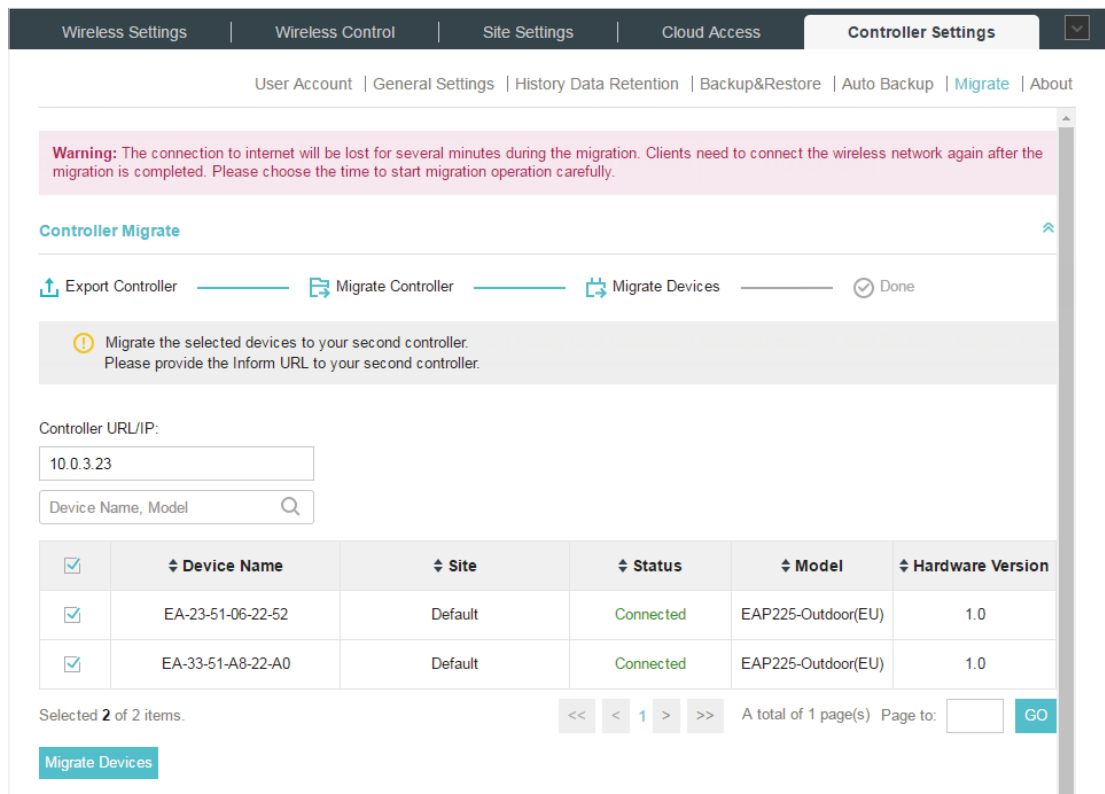 Wireless Settings | Wireless Control | Site Settings | Cloud Access | Controller Settings
User Account | General Settings | History Data Retention | Backup&Restore | Auto Backup | Migrate | About
Warning: The connection to internet will be lost for several minutes during the migration. Clients need to connect the wireless network again after the
migration is completed. Please choose the time to start migration operation carefully.
Controller Migrate
Export Controller Migrate Controller Migrate Devices Done
Migrate the selected devices to your second controller.
Please provide the Inform URL to your second controller.
Controller URL/IP:
10.0.3.23
Device Name, Model
Device Name Site Status Model Hardware Version
EA-23-51-06-22-52 Default Connected EAP225-Outdoor(EU) 1.0
EA-33-51-A8-22-A0 Default Connected EAP225-Outdoor(EU) 1.0
Selected 2 of 2 items. << < 1 > >> A total of 1 page(s) Page to: GO
Migrate Devices